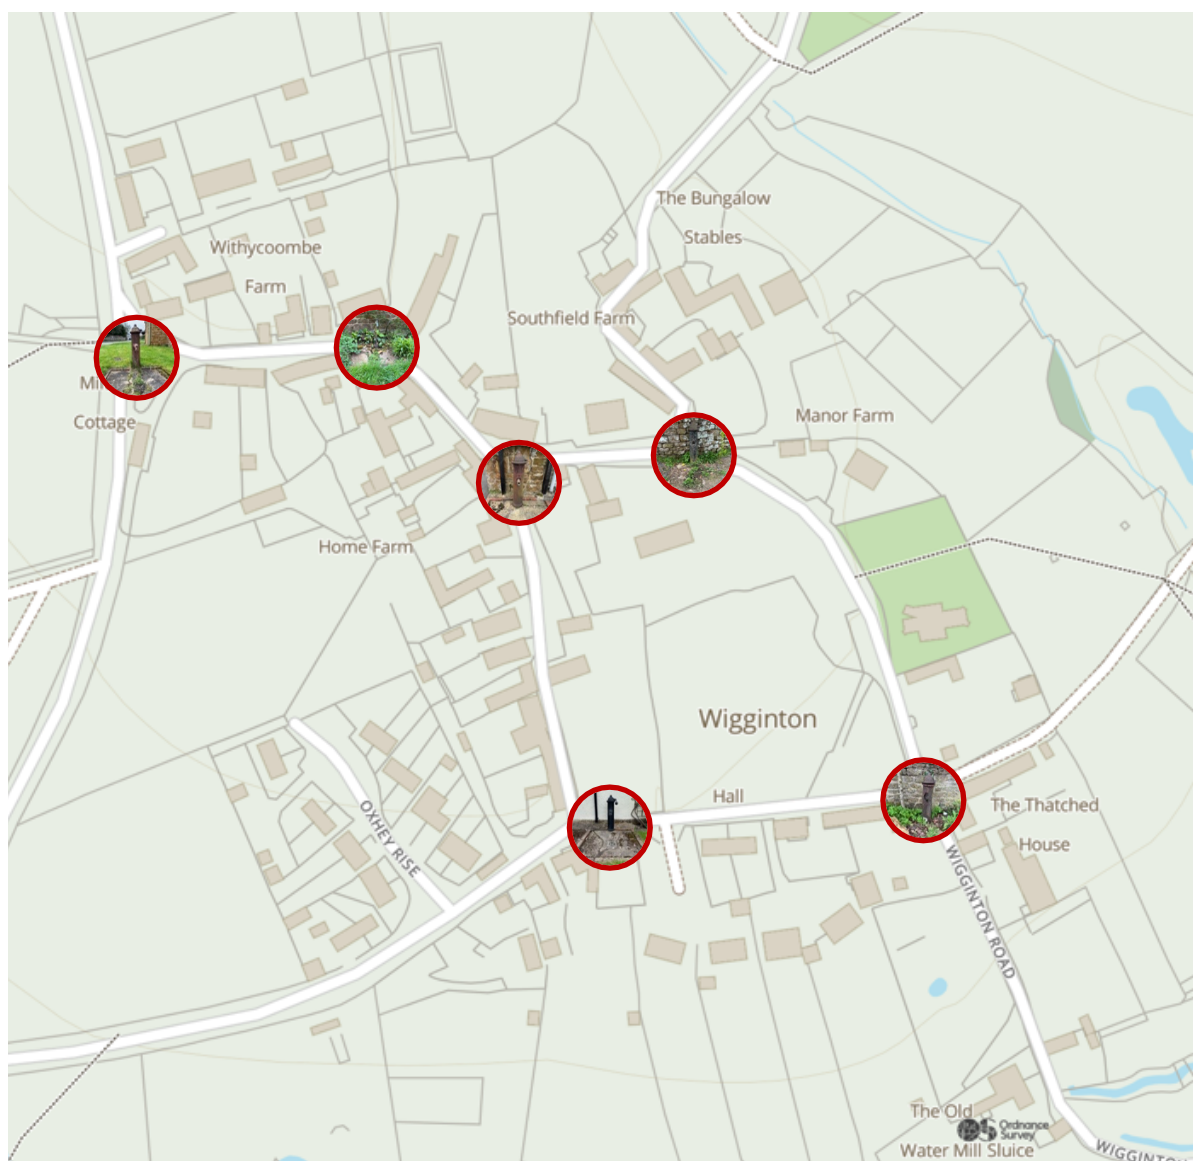 The Bungalow
Stables
Withycoombe
Farm
Southfield Farm
Cottage
Manor Farm
Home Farm
Wigginton
Hall
The Thatched
House
OXHEY RISE
WIGGINTON ROAD
The Old
Water Mill Sluice
Ordnance
Survey
WIGGINTON